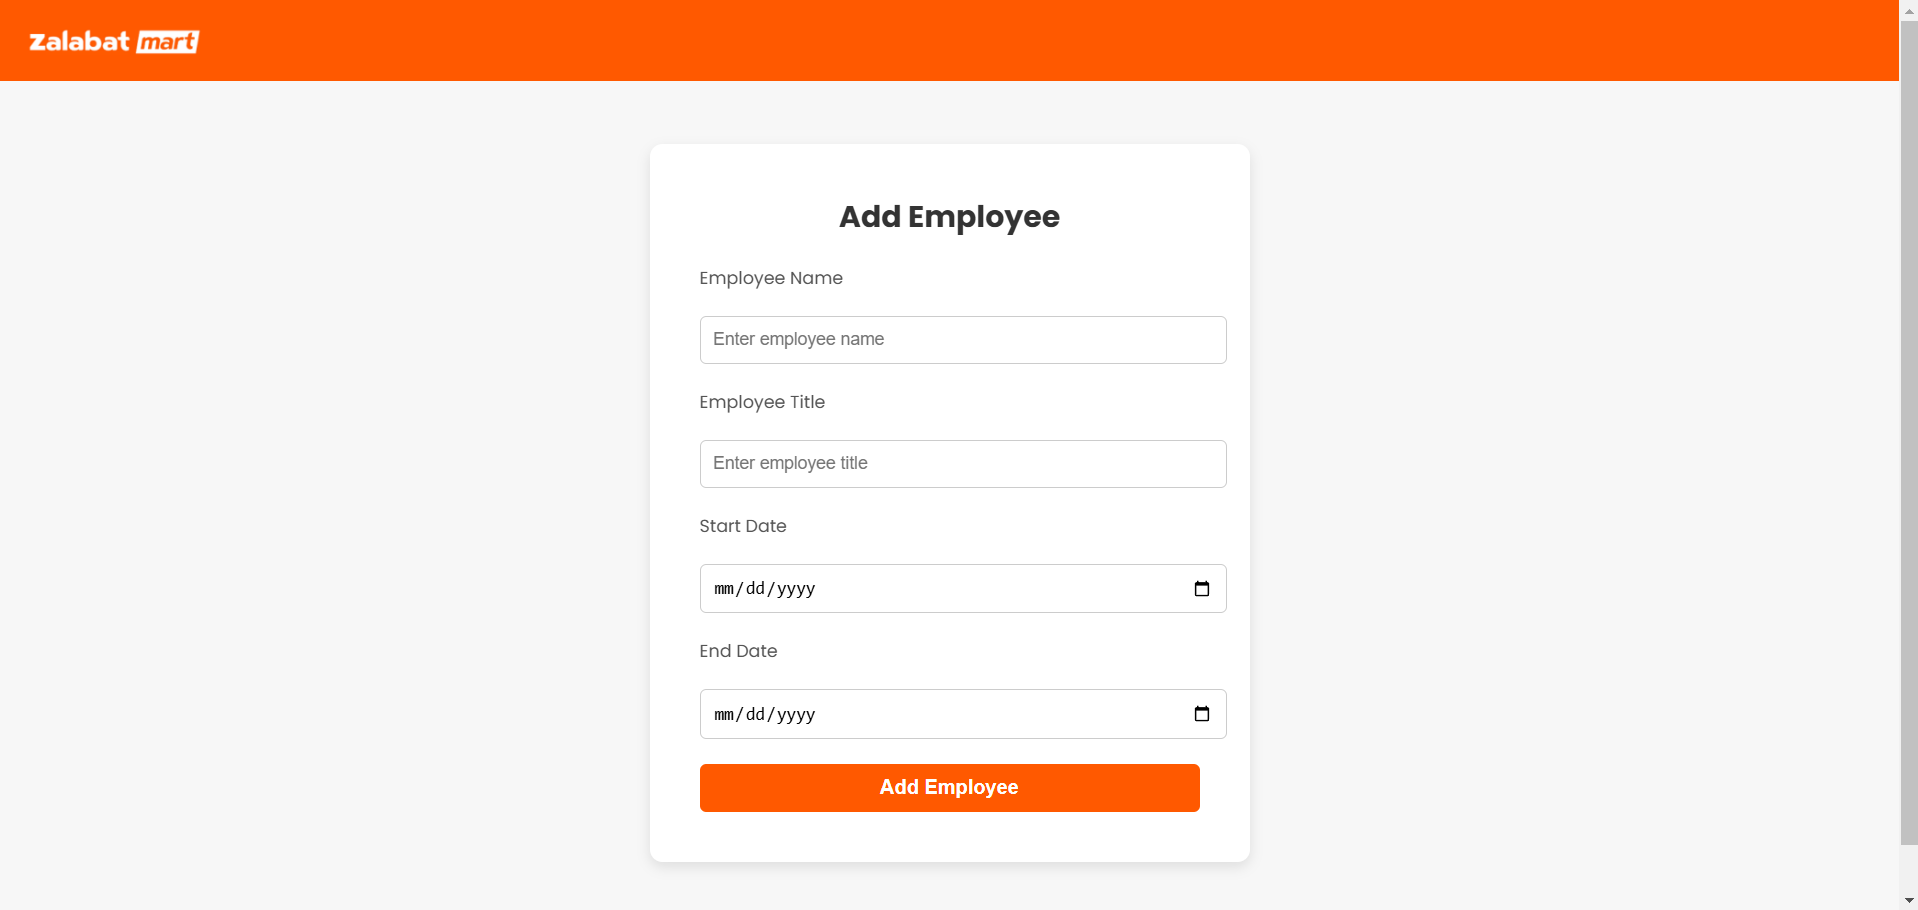 Zalabat mart
Add Employee
Employee Name
Enter employee name
Employee Title
Enter employee title
Start Date
mm/dd/yyyy
End Date
mm/dd/yyyy
Add Employee